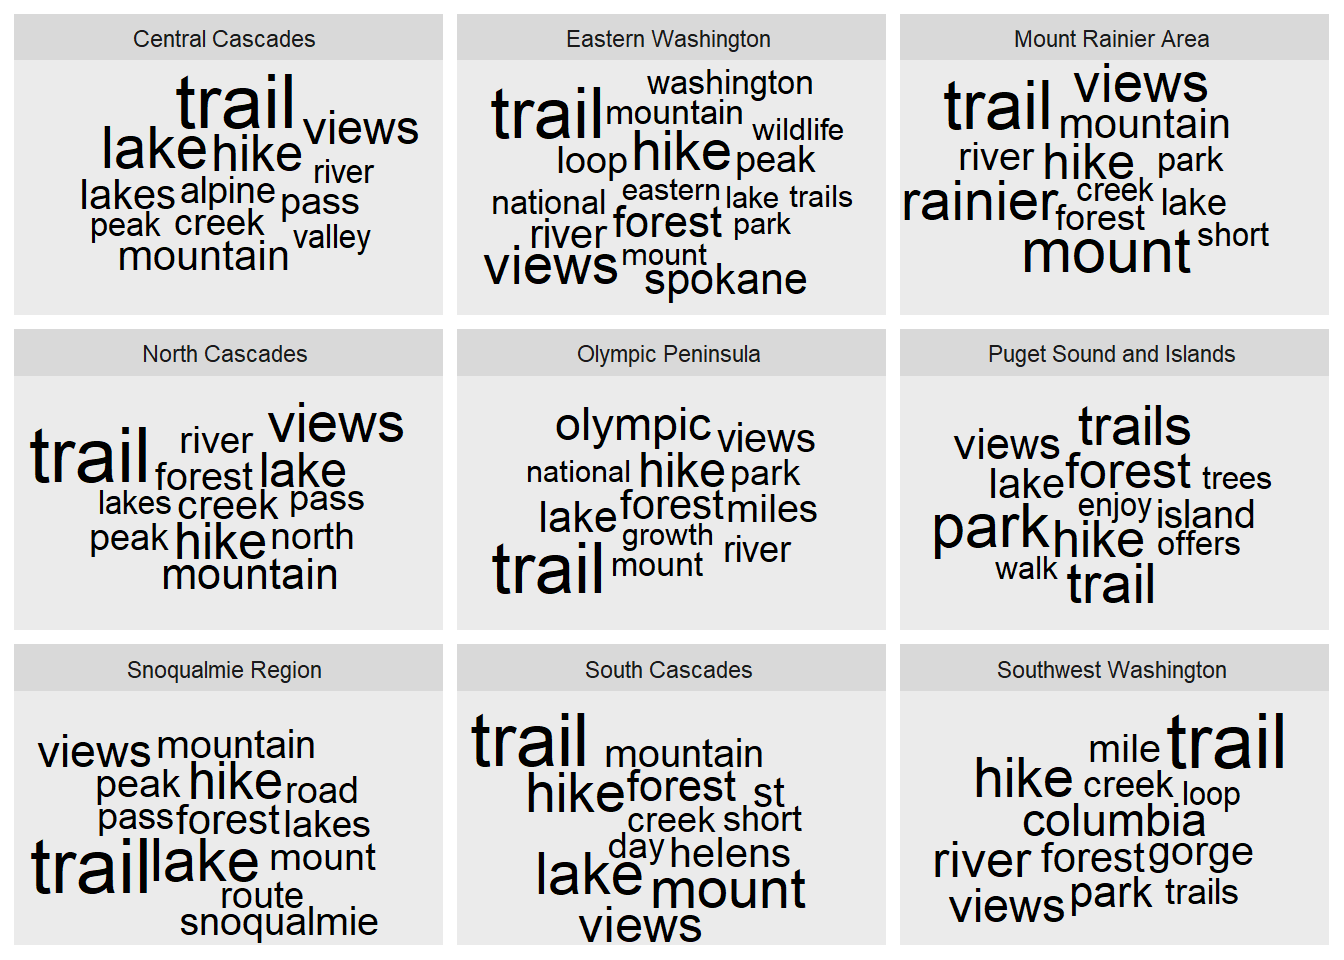 Central Cascades
trail
views
lake hike
river
lakes alpine pass
peak creek valley
mountain
Eastern Washington
washington
trail mountain
wildlife
loop hike peak
eastern
national lake trails
river forest park
views mount
spokane
Mount Rainier Area
views
trail mountain
river hike park
rainier creek lake
forest short
mount
North Cascades
views
trail river
forest lake
lakes creek pass
peak hike north
mountain
Olympic Peninsula
olympic views
national hike park
lake forest miles
growth river
trail mount
Puget Sound and Islands
trails
views forest
lake trees
enjoy island
park hike offers
walk trail
Snoqualmie Region
views mountain
peak hike road
pass forest lakes
trail lake mount
route
snoqualmie
South Cascades
trail mountain
hike forest st
creek short
day helens
lake mount
views
Southwest Washington
mile trail
hike creek loop
columbia
river forest gorge
views park trails